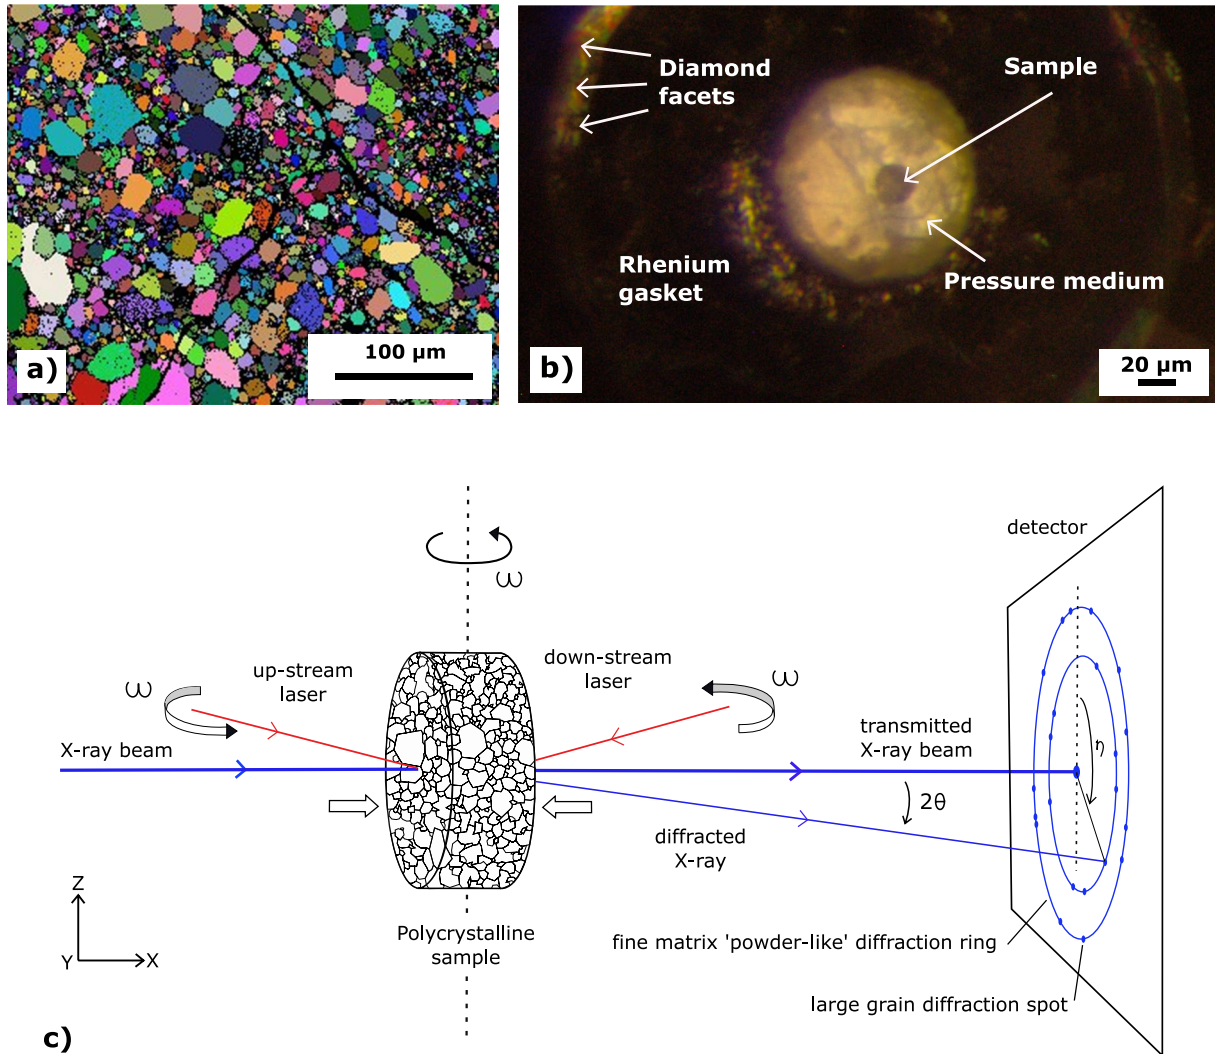 Diamond
facets
Sample
Rhenium
gasket
Pressure medium
a)
100 µm
b)
20 µm
detector
ω
up-stream
laser
down-stream
laser
ω
ω
X-ray beam
transmitted
X-ray beam
η
2θ
diffracted
X-ray
Z
Y
X
Polycrystalline
sample
fine matrix 'powder-like' diffraction ring
large grain diffraction spot
c)